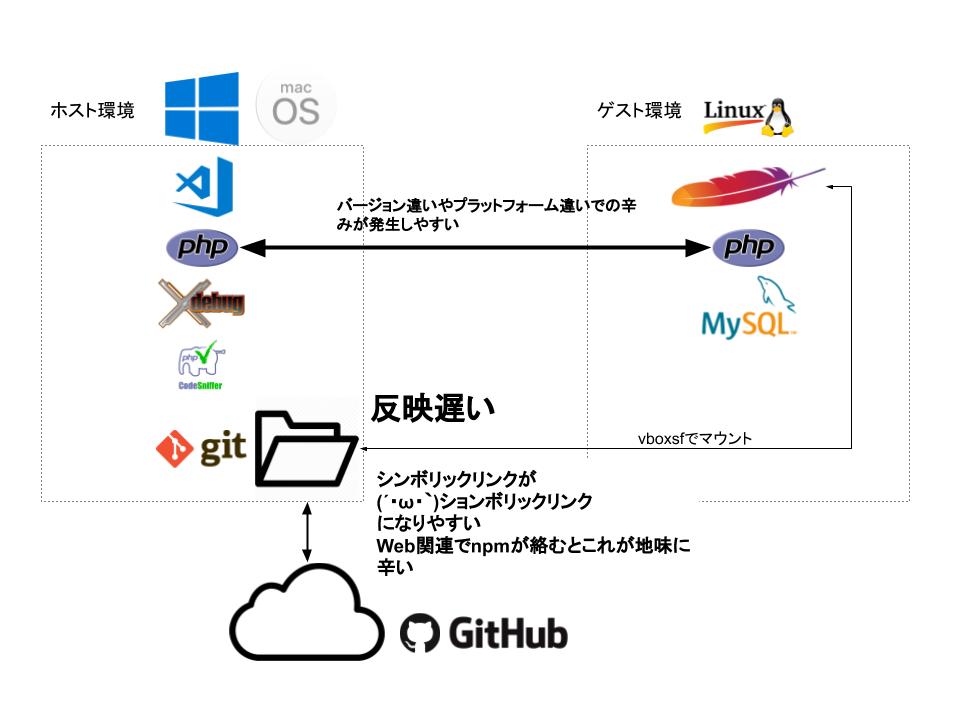 ホスト環境
mac
OS
ゲスト環境
Linux
バージョン違いやプラットフォーム違いでの辛
みが発生しやすい
php
php
Xdebug
MySQL
php
CodeSniffer
反映遅い
git
vboxsfでマウント
シンボリックリンクが
(´・ω・`)ションボリックリンク
になりやすい
Web関連でnpmが絡むとこれが地味に
辛い
GitHub